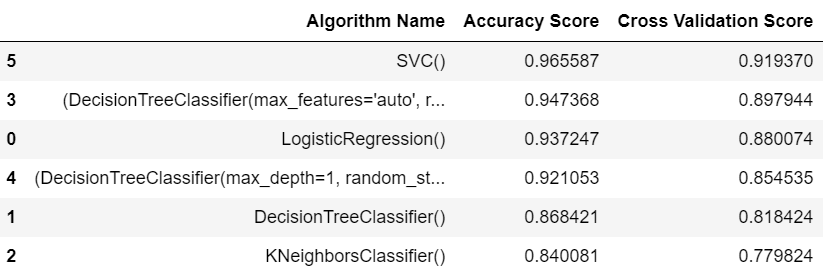 Algorithm Name Accuracy Score Cross Validation Score
5 SVC() 0.965587 0.919370
3 (DecisionTreeClassifier(max_features='auto', r... 0.947368 0.897944
0 LogisticRegression() 0.937247 0.880074
4 (DecisionTreeClassifier(max_depth=1, random_st... 0.921053 0.854535
1 DecisionTreeClassifier() 0.868421 0.818424
2 KNeighborsClassifier() 0.840081 0.779824